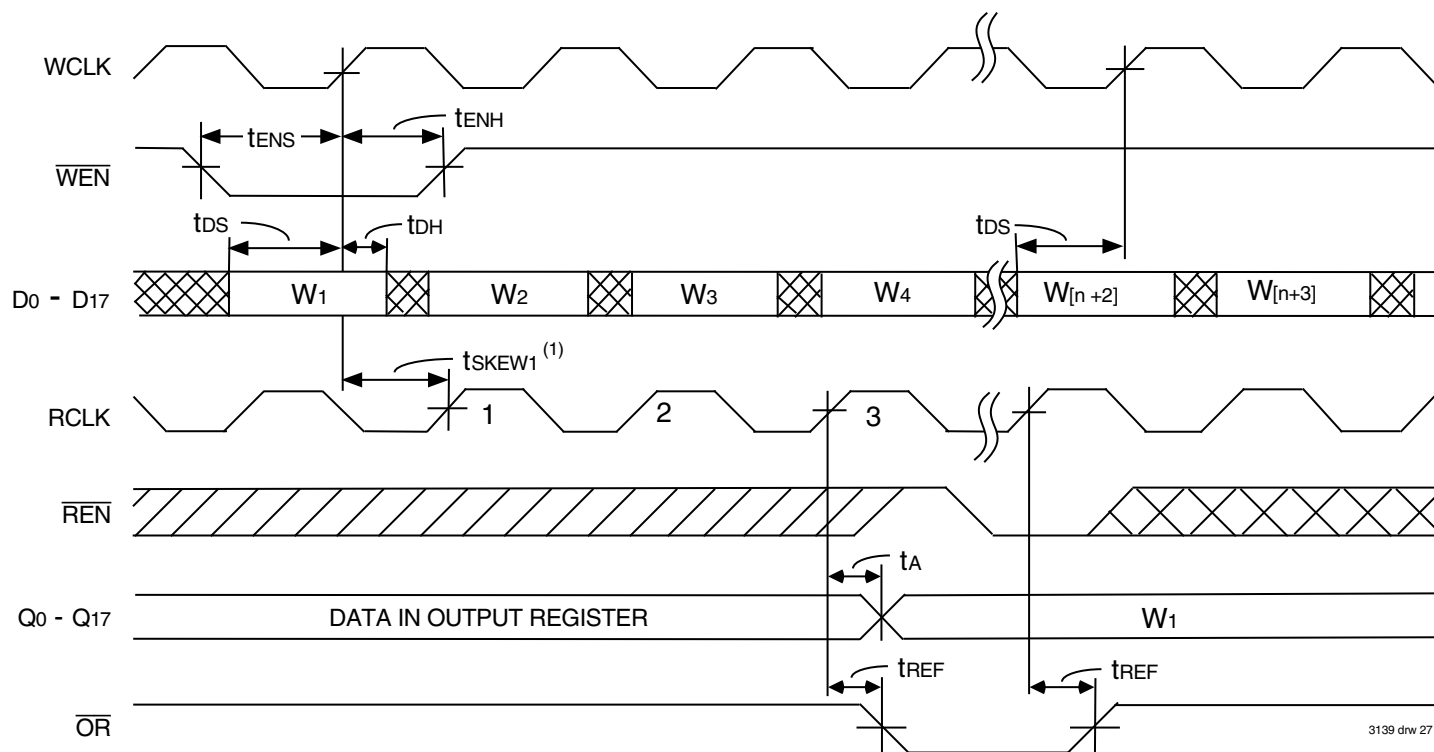 WCLK
tENS
tENH
WEN
tDS
tDH
tDS
D0 - D17
W1
W2
W3
W4
W[n +2]
W[n+3]
tSKEW1 (1)
RCLK
1
2
3
REN
tA
Q0 - Q17
DATA IN OUTPUT REGISTER
W1
tREF
tREF
OR
3139 drw 27